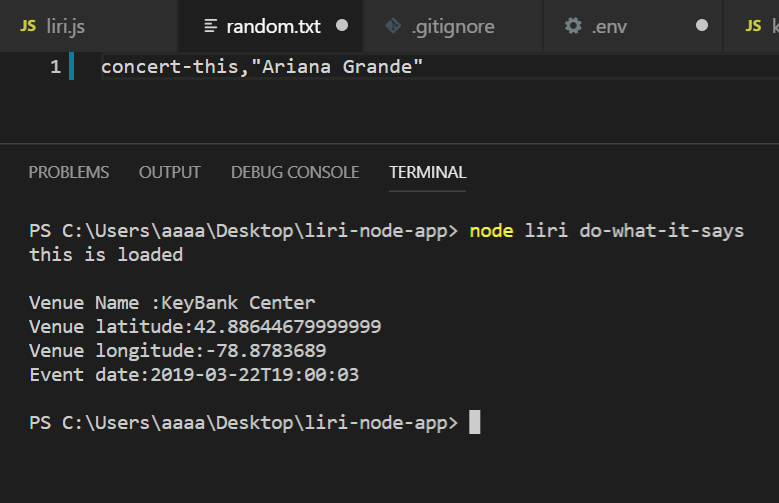 JS liri.js random.txt .gitignore .env JS
1 concert-this,"Ariana Grande"
PROBLEMS OUTPUT DEBUG CONSOLE TERMINAL
PS C:\Users\aaaa\Desktop\liri-node-app> node liri do-what-it-says
this is loaded
Venue Name :KeyBank Center
Venue latitude:42.88644679999999
Venue longitude:-78.8783689
Event date:2019-03-22T19:00:03
PS C:\Users\aaaa\Desktop\liri-node-app>